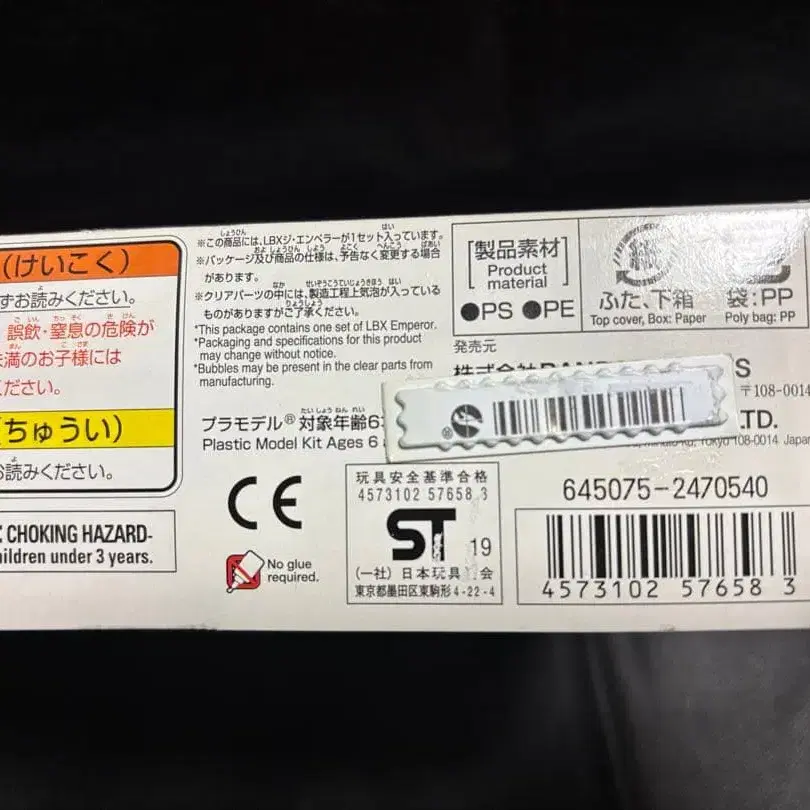 (けいこく)
ずお読みください。
誤飲・窒息の危険が
未満のお子様には
ください。
(ちゅうい)
お読みください。
CHOKING HAZARD-
children under 3 years.
※この商品には、LBXジ・エンペラーが1セット入っています。
※パッケージ及び商品の仕様は、予告なく変更する場合
があります。
※クリアパーツの中には、製造工程上気泡が入っている
ものがありますがご了承ください。
*This package contains one set of LBX Emperor.
*Packaging and specifications for this product
may change without notice.
*Bubbles may be present in the clear parts from
manufacturing.
プラモデル® 対象年齢6
Plastic Model Kit Ages 6
CE
No glue
required.
[製品素材]
Product
material
●PS ●PE
ふた、下箱
Top cover, Box: Paper
袋:PP
Poly bag: PP
発売元
株式会社
S
〒108-0014
LTD.
Tokyo 108-0014 Japan
®
玩具安全基準合格
4573102 57658 3
ST 19
(一社)日本玩具 会
東京都墨田区東駒形4-22-4
645075-2470540
4573102 57658 3